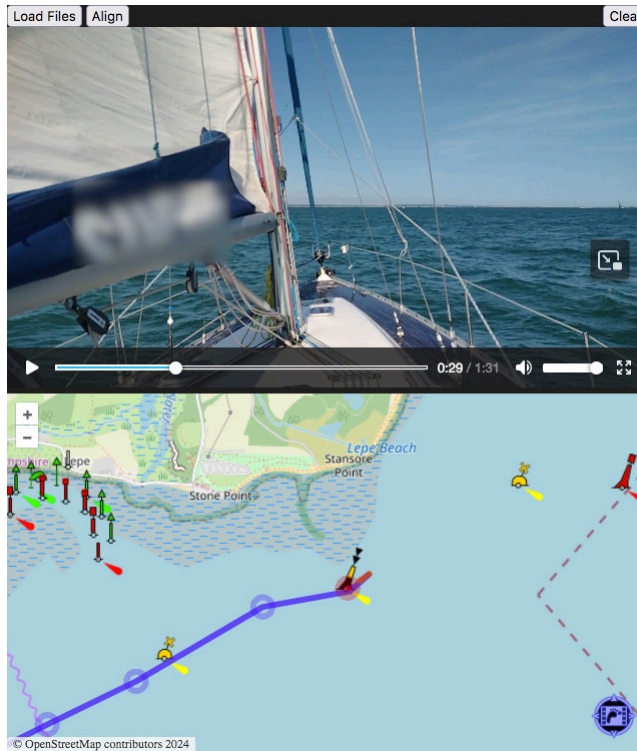 Load Files Align
0:29 / 1:31
+
−
Lepe
Lepe Beach
Stansore
Point
Stone Point
© OpenStreetMap contributors 2024